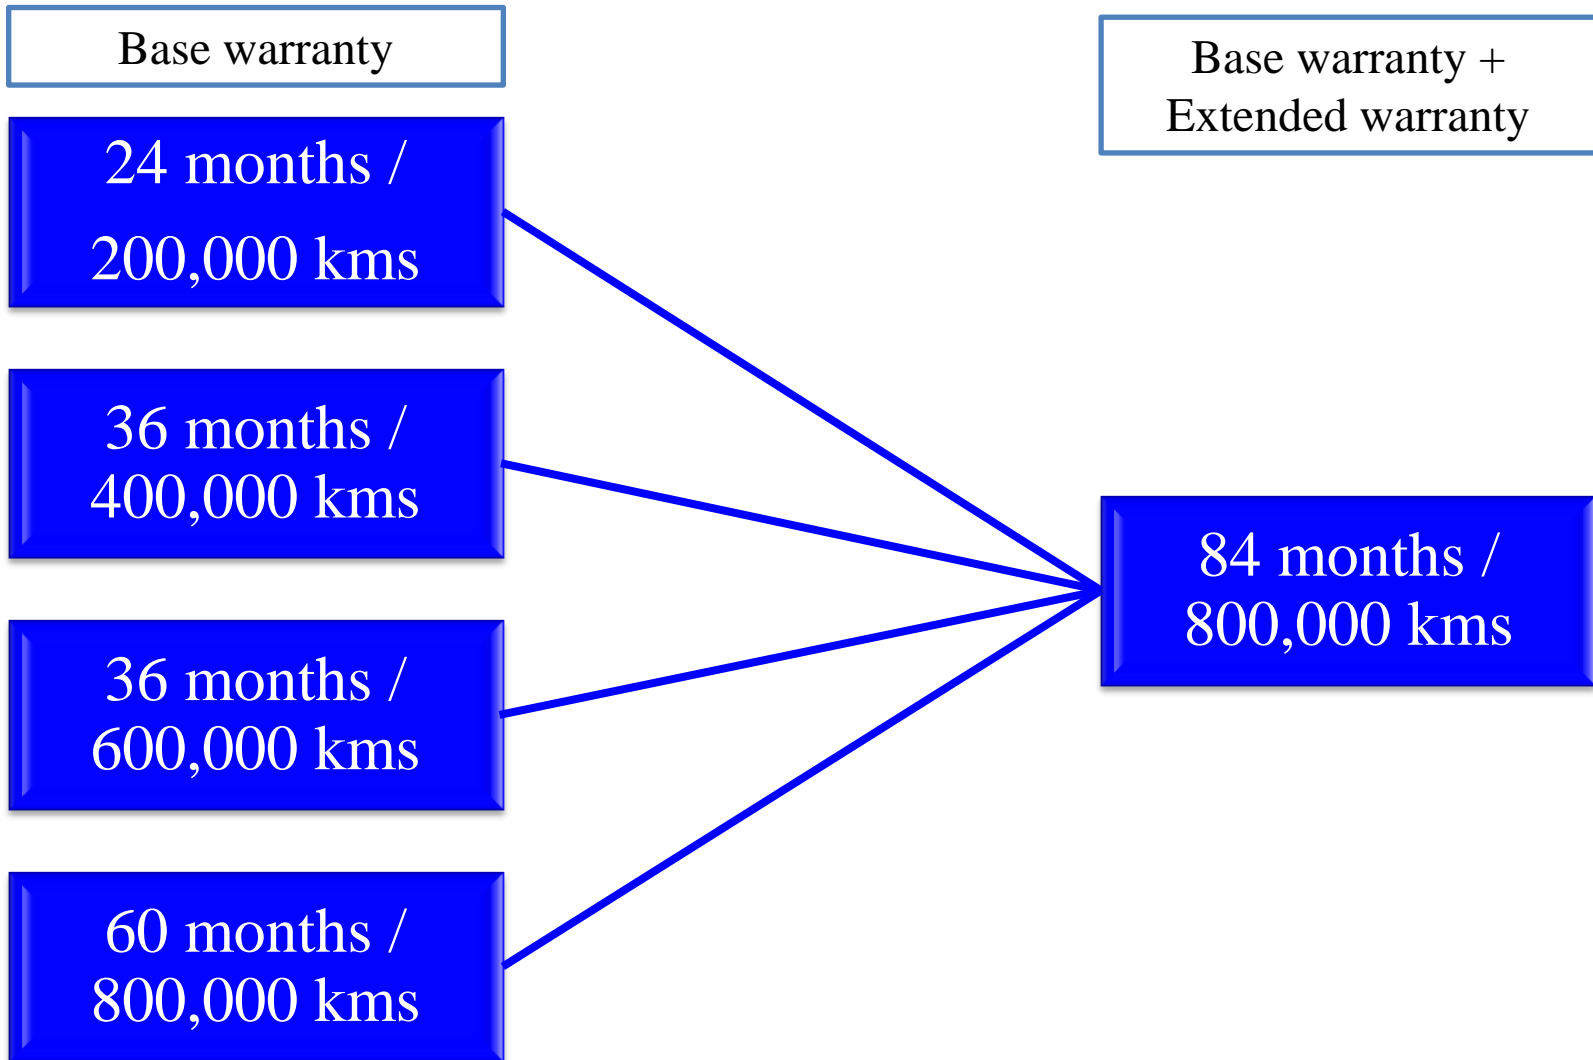 Base warranty
Base warranty +
Extended warranty
24 months /
200,000 kms
36 months /
400,000 kms
36 months /
600,000 kms
60 months /
800,000 kms
84 months /
800,000 kms